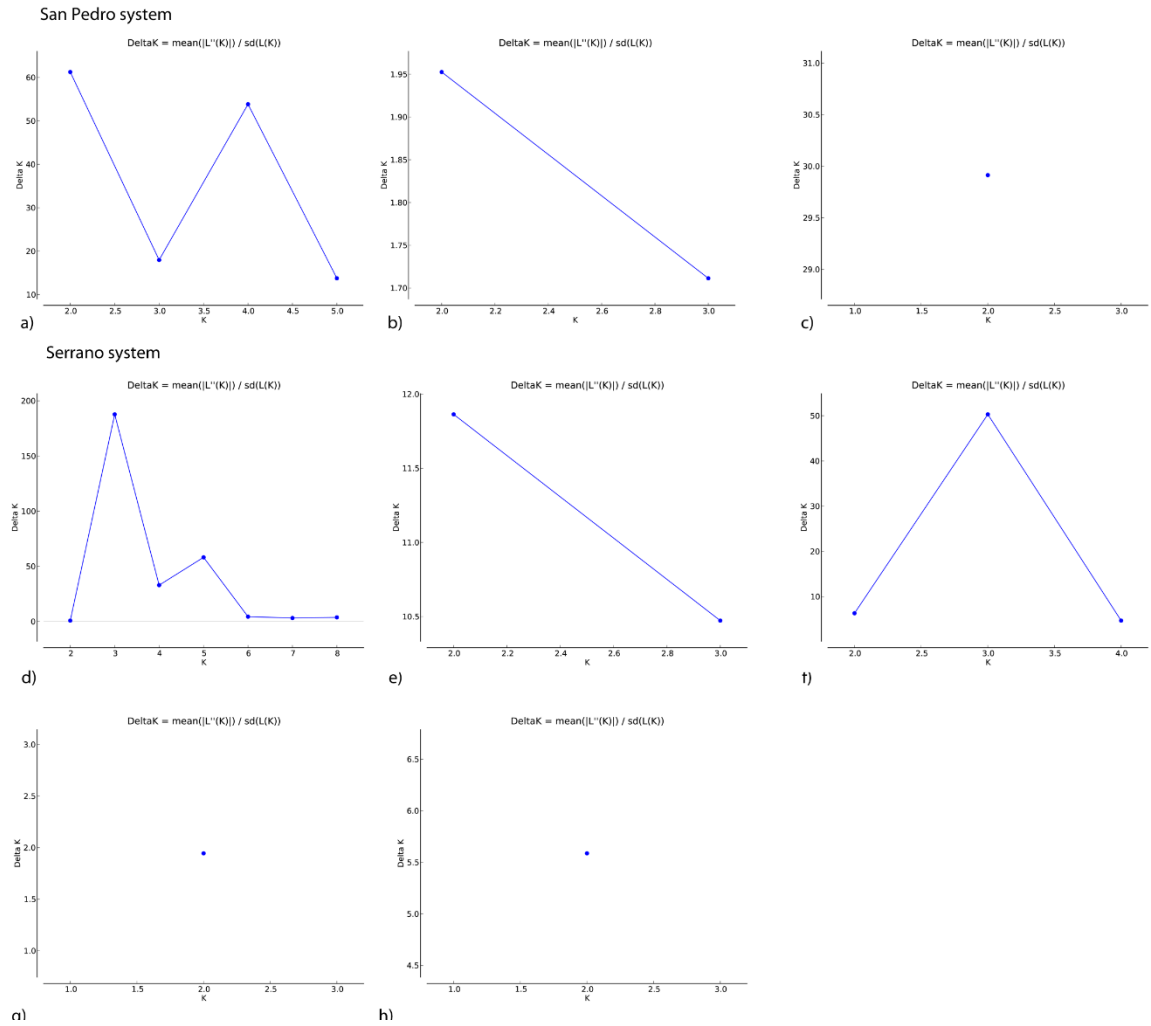 San Pedro system
DeltaK = mean(|L''(K)|) / sd(L(K))
Delta K
60
50
40
30
20
10
2.0 2.5 3.0 3.5 4.0 4.5 5.0
K
a)
DeltaK = mean(|L''(K)|) / sd(L(K))
Delta K
1.95
1.90
1.85
1.80
1.75
1.70
2.0 2.2 2.4 2.6 2.8 3.0
K
b)
DeltaK = mean(|L''(K)|) / sd(L(K))
Delta K
31.0
30.5
30.0
29.5
29.0
1.0 1.5 2.0 2.5 3.0
K
c)
Serrano system
DeltaK = mean(|L''(K)|) / sd(L(K))
Delta K
200
150
100
50
0
2 3 4 5 6 7 8
K
d)
DeltaK = mean(|L''(K)|) / sd(L(K))
Delta K
12.0
11.5
11.0
10.5
2.0 2.2 2.4 2.6 2.8 3.0
K
e)
DeltaK = mean(|L''(K)|) / sd(L(K))
Delta K
50
40
30
20
10
2.0 2.5 3.0 3.5 4.0
K
f)
DeltaK = mean(|L''(K)|) / sd(L(K))
Delta K
3.0
2.5
2.0
1.5
1.0
1.0 1.5 2.0 2.5 3.0
K
g)
DeltaK = mean(|L''(K)|) / sd(L(K))
Delta K
6.5
6.0
5.5
5.0
4.5
1.0 1.5 2.0 2.5 3.0
K
h)